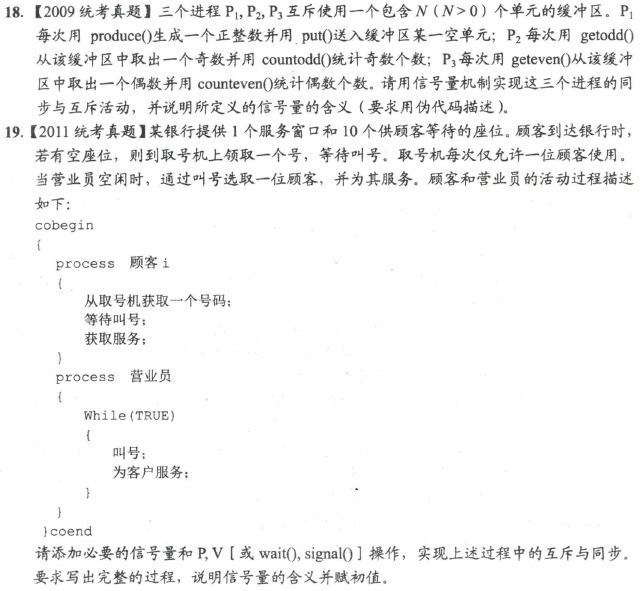 18.【2009 统考真题】三个进程 P₁, P₂, P₃ 互斥使用一个包含 N（N > 0）个单元的缓冲区。P₁
每次用 produce()生成一个正整数并用 put()送入缓冲区某一空单元；P₂ 每次用 getodd()
从该缓冲区中取出一个奇数并用 countodd()统计奇数个数；P₃每次用 geteven()从该缓冲
区中取出一个偶数并用 counteven()统计偶数个数。请用信号量机制实现这三个进程的同
步与互斥活动，并说明所定义的信号量的含义（要求用伪代码描述）。
19.【2011 统考真题】某银行提供 1 个服务窗口和 10 个供顾客等待的座位。顾客到达银行时，
若有空座位，则到取号机上领取一个号，等待叫号。取号机每次仅允许一位顾客使用。
当营业员空闲时，通过叫号选取一位顾客，并为其服务。顾客和营业员的活动过程描述
如下：
cobegin
{
process 顾客 i
{
从取号机获取一个号码；
等待叫号；
获取服务；
}
process 营业员
{
While(TRUE)
{
叫号；
为客户服务；
}
}
}coend
请添加必要的信号量和 P, V［或 wait(), signal()］操作，实现上述过程中的互斥与同步。
要求写出完整的过程，说明信号量的含义并赋初值。